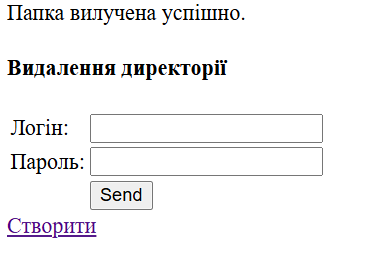 Папка вилучена успішно.
Видалення директорії
Логін:
Пароль:
Send
Створити